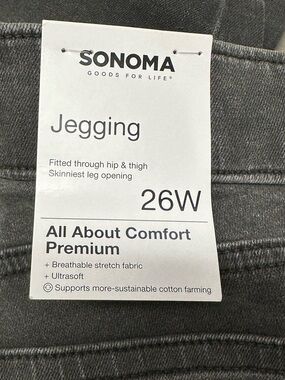 SONOMA
GOODS FOR LIFE®
Jegging
Fitted through hip & thigh
Skinniest leg opening
26W
All About Comfort
Premium
+ Breathable stretch fabric
+ Ultrasoft
Supports more-sustainable cotton farming